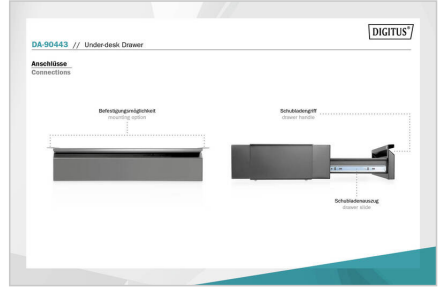 DIGITUS®
DA-90443 // Under-desk Drawer
Anschlüsse
Connections
Befestigungsmöglichkeit
mounting option
Schubladengriff
drawer handle
Schubladenauszug
drawer slide